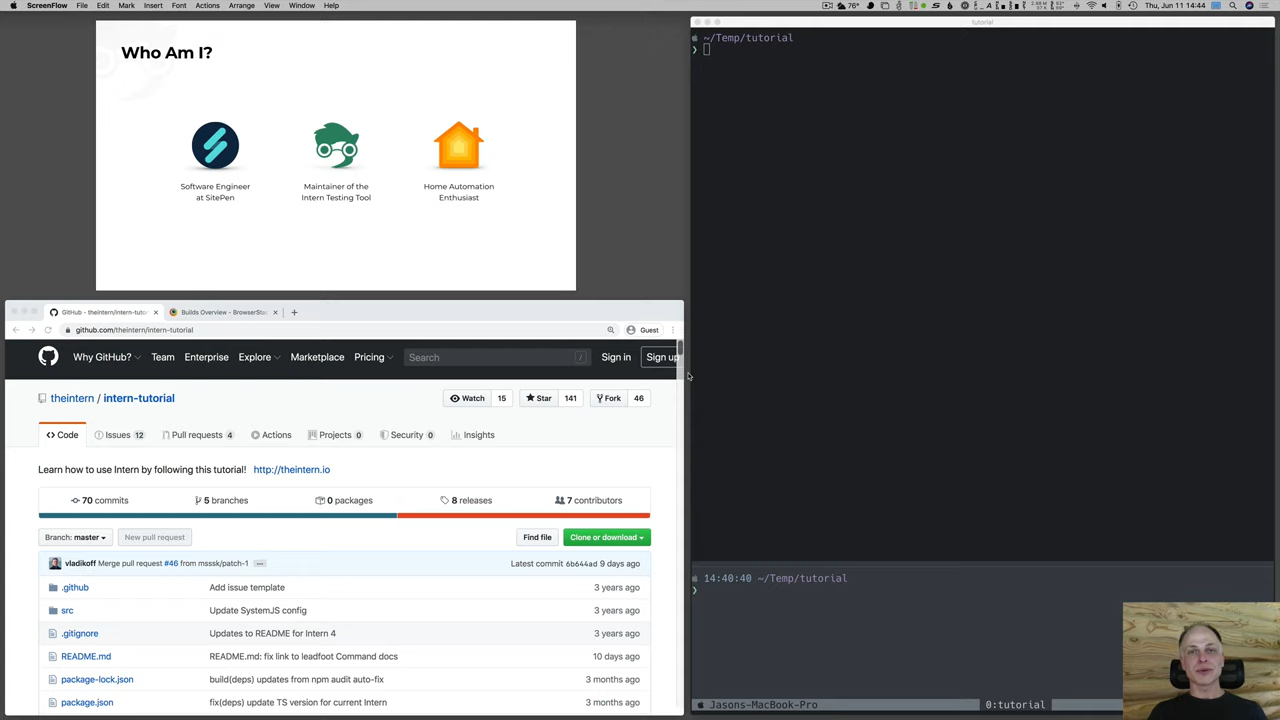 ScreenFlow File Edit Mark Insert Font Actions Arrange View Window Help
76° Thu, Jun 11 14:44
Who Am I?
Software Engineer
at SitePen
Maintainer of the
Intern Testing Tool
Home Automation
Enthusiast
tutorial
~/Temp/tutorial
❯
GitHub - theintern/intern-tutor Builds Overview - BrowserSta
github.com/theintern/intern-tutorial Guest
Why GitHub? Team Enterprise Explore Marketplace Pricing Search / Sign in Sign up
theintern / intern-tutorial Watch 15 Star 141 Fork 46
Code Issues 12 Pull requests 4 Actions Projects 0 Security 0 Insights
Learn how to use Intern by following this tutorial! http://theintern.io
70 commits 5 branches 0 packages 8 releases 7 contributors
Branch: master New pull request Find file Clone or download
vladikoff Merge pull request #46 from msssk/patch-1 ... Latest commit 6b644ad 9 days ago
.github Add issue template 3 years ago
src Update SystemJS config 3 years ago
.gitignore Updates to README for Intern 4 3 years ago
README.md README.md: fix link to leadfoot Command docs 10 days ago
package-lock.json build(deps) updates from npm audit auto-fix 3 months ago
package.json fix(deps) update TS version for current Intern 3 months ago
14:40:40 ~/Temp/tutorial
❯
Jasons-MacBook-Pro 0:tutorial